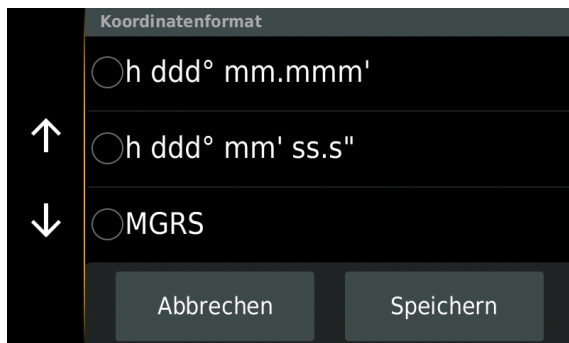 Koordinatenformat
h ddd° mm.mmm'
h ddd° mm' ss.s"
MGRS
Abbrechen
Speichern